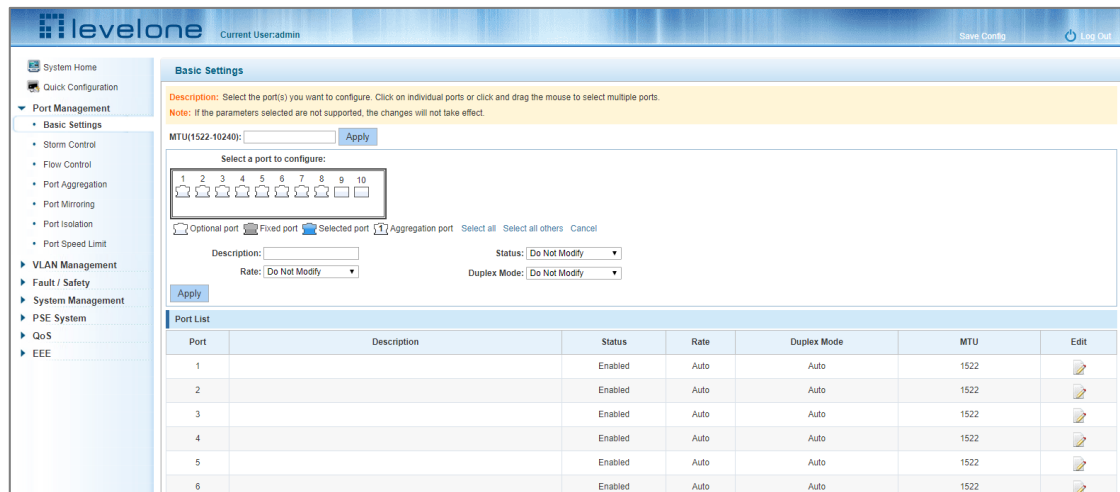 levelone
Current User:admin
Save Config
Log Out
System Home
Quick Configuration
Port Management
Basic Settings
Storm Control
Flow Control
Port Aggregation
Port Mirroring
Port Isolation
Port Speed Limit
VLAN Management
Fault / Safety
System Management
PSE System
QoS
EEE
Basic Settings
Description: Select the port(s) you want to configure. Click on individual ports or click and drag the mouse to select multiple ports.
Note: If the parameters selected are not supported, the changes will not take effect.
MTU(1522-10240): Apply
Select a port to configure:
1 2 3 4 5 6 7 8 9 10
Optional port Fixed port Selected port 1 Aggregation port Select all Select all others Cancel
Description: Status: Do Not Modify
Rate: Do Not Modify Duplex Mode: Do Not Modify
Apply
Port List
Port Description Status Rate Duplex Mode MTU Edit
1 Enabled Auto Auto 1522
2 Enabled Auto Auto 1522
3 Enabled Auto Auto 1522
4 Enabled Auto Auto 1522
5 Enabled Auto Auto 1522
6 Enabled Auto Auto 1522